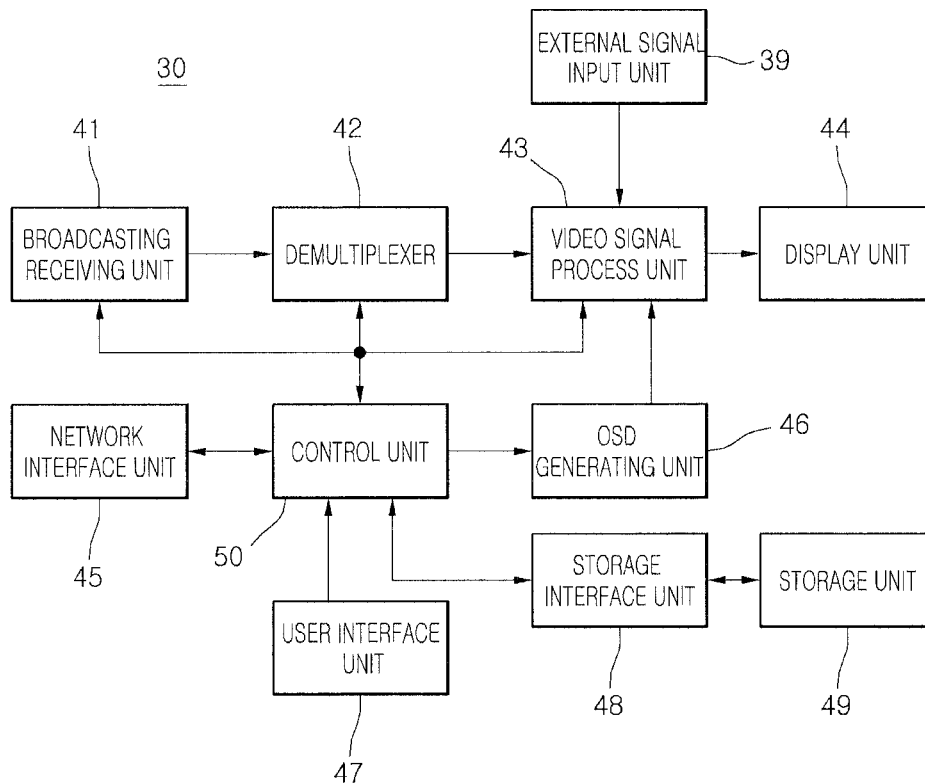 EXTERNAL SIGNAL
INPUT UNIT
39
30
41
42
43
44
BROADCASTING
RECEIVING UNIT
DEMULTIPLEXER
VIDEO SIGNAL
PROCESS UNIT
DISPLAY UNIT
NETWORK
INTERFACE UNIT
CONTROL UNIT
OSD
GENERATING UNIT
46
45
50
STORAGE
INTERFACE UNIT
STORAGE UNIT
USER INTERFACE
UNIT
48
49
47